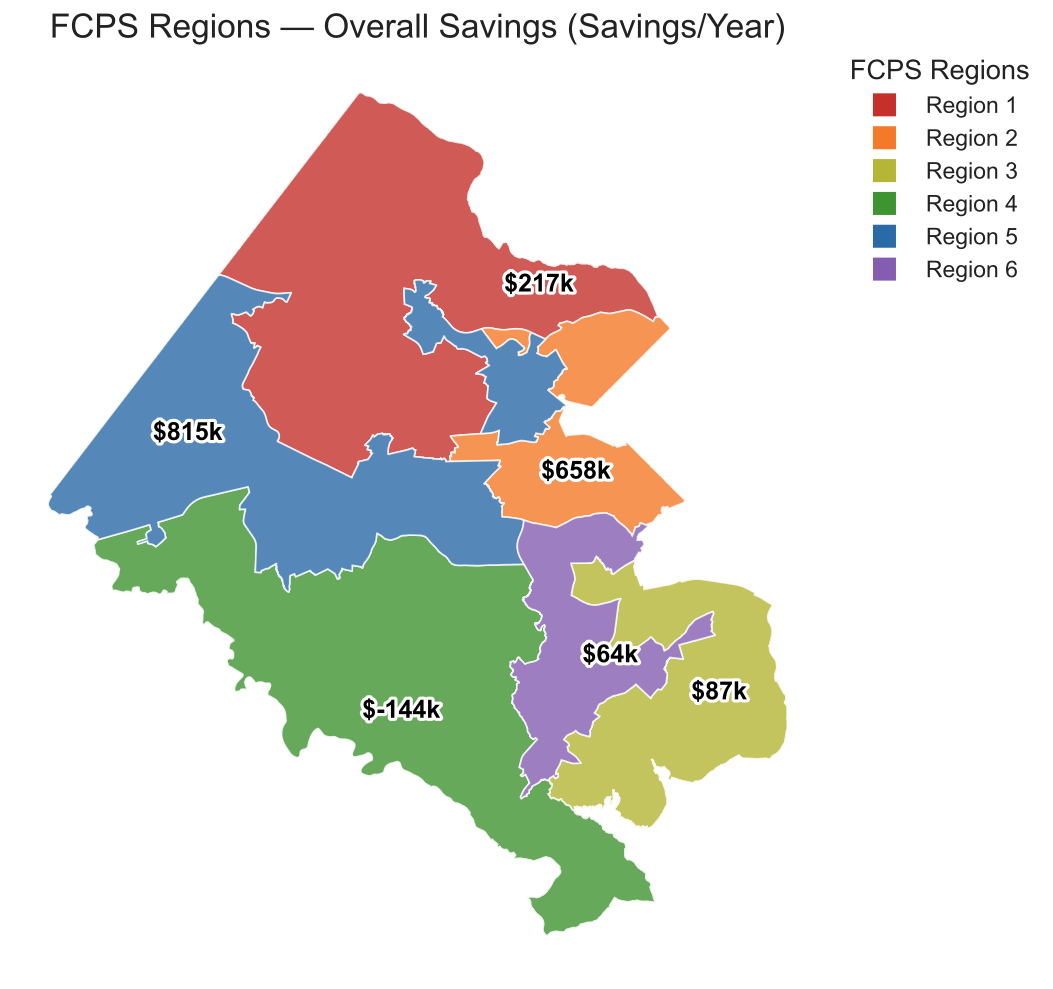 FCPS Regions — Overall Savings (Savings/Year)
FCPS Regions
Region 1
Region 2
Region 3
Region 4
Region 5
Region 6
$217k
$815k
$658k
$64k
$87k
$-144k